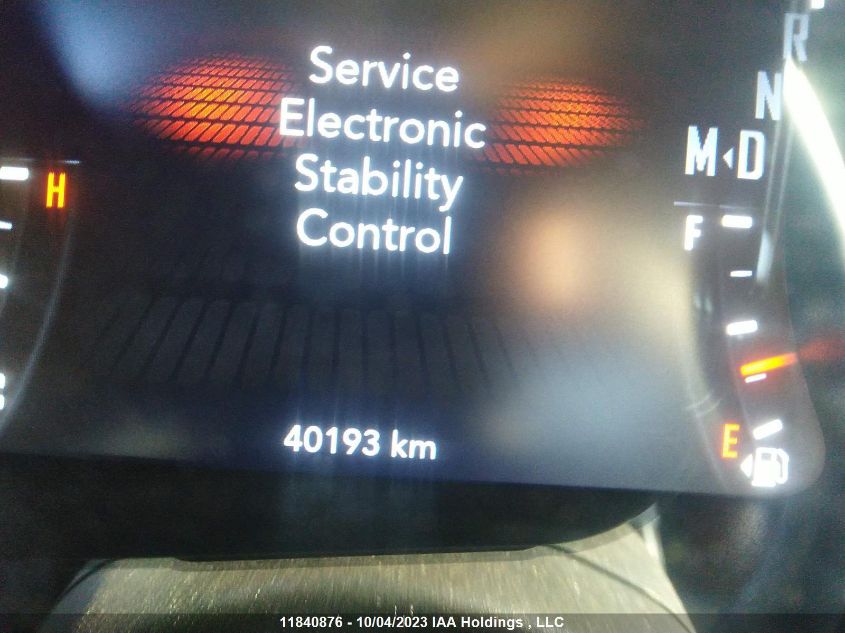 Service
Electronic
Stability
Control
R
N
M D
H
F
40193 km
E
11840876 - 10/04/2023 IAA Holdings , LLC